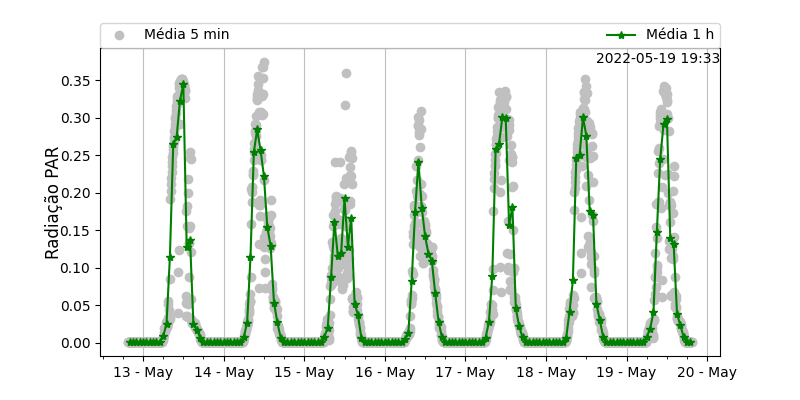 Média 5 min
Média 1 h
2022-05-19 19:33
Radiação PAR
0.35
0.30
0.25
0.20
0.15
0.10
0.05
0.00
13 - May
14 - May
15 - May
16 - May
17 - May
18 - May
19 - May
20 - May